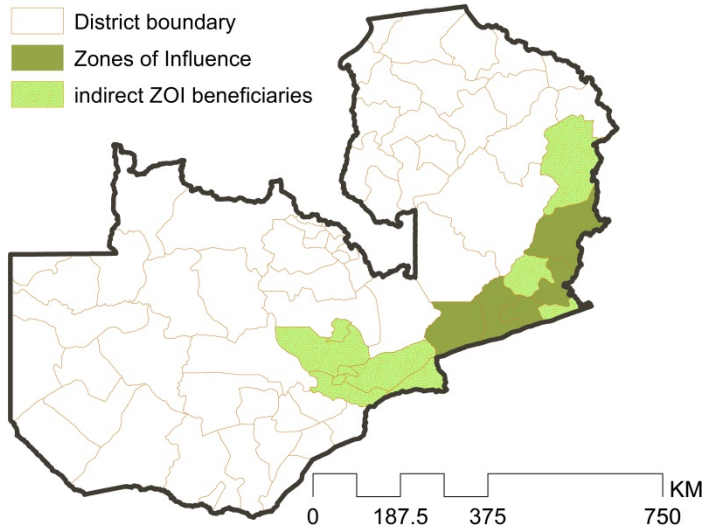 District boundary
Zones of Influence
indirect ZOI beneficiaries
KM
0 187.5 375 750